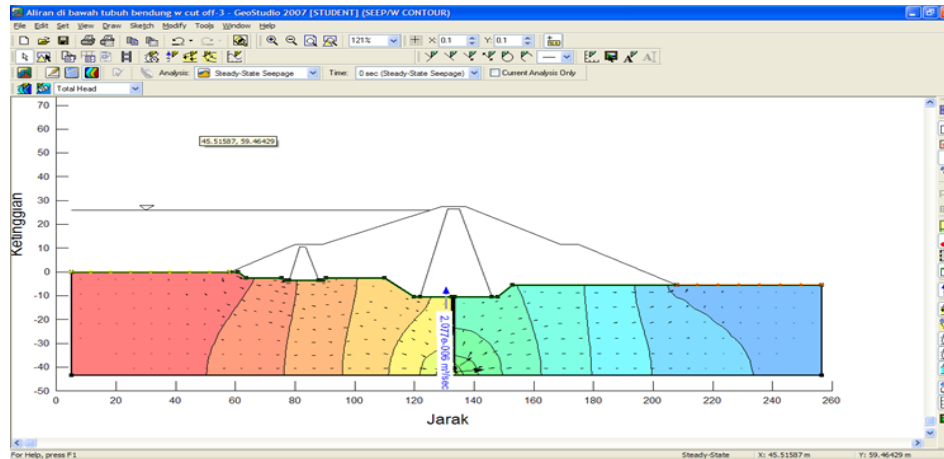 Aliran di bawah tubuh bendung w cut off-3 - GeoStudio 2007 [STUDENT] (SEEP/W CONTOUR)
File Edit Set View Draw Sketch Modify Tools Window Help
121% X: 0.1 Y: 0.1
Analysis: Steady-State Seepage Time: 0 sec (Steady-State Seepage) Current Analysis Only
Total Head
70
60
45.51587, 59.46429
50
40
30
20
10
0
-10
-20
-30
-40
-50
Ketinggian
2.077e-006 m³/sec
0 20 40 60 80 100 120 140 160 180 200 220 240 260
Jarak
For Help, press F1 Steady-State X: 45.51587 m Y: 59.46429 m